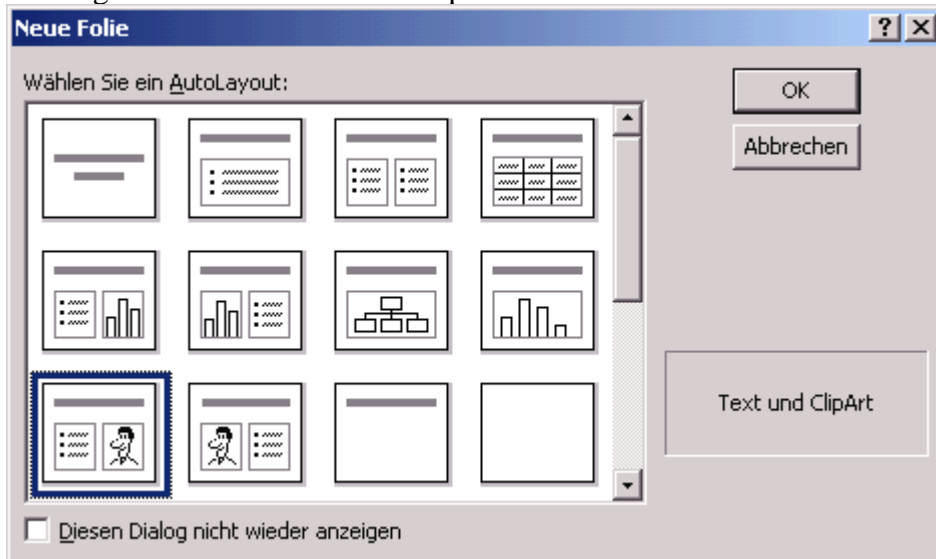 Neue Folie
Wählen Sie ein AutoLayout:
OK
Abbrechen
Text und ClipArt
Diesen Dialog nicht wieder anzeigen